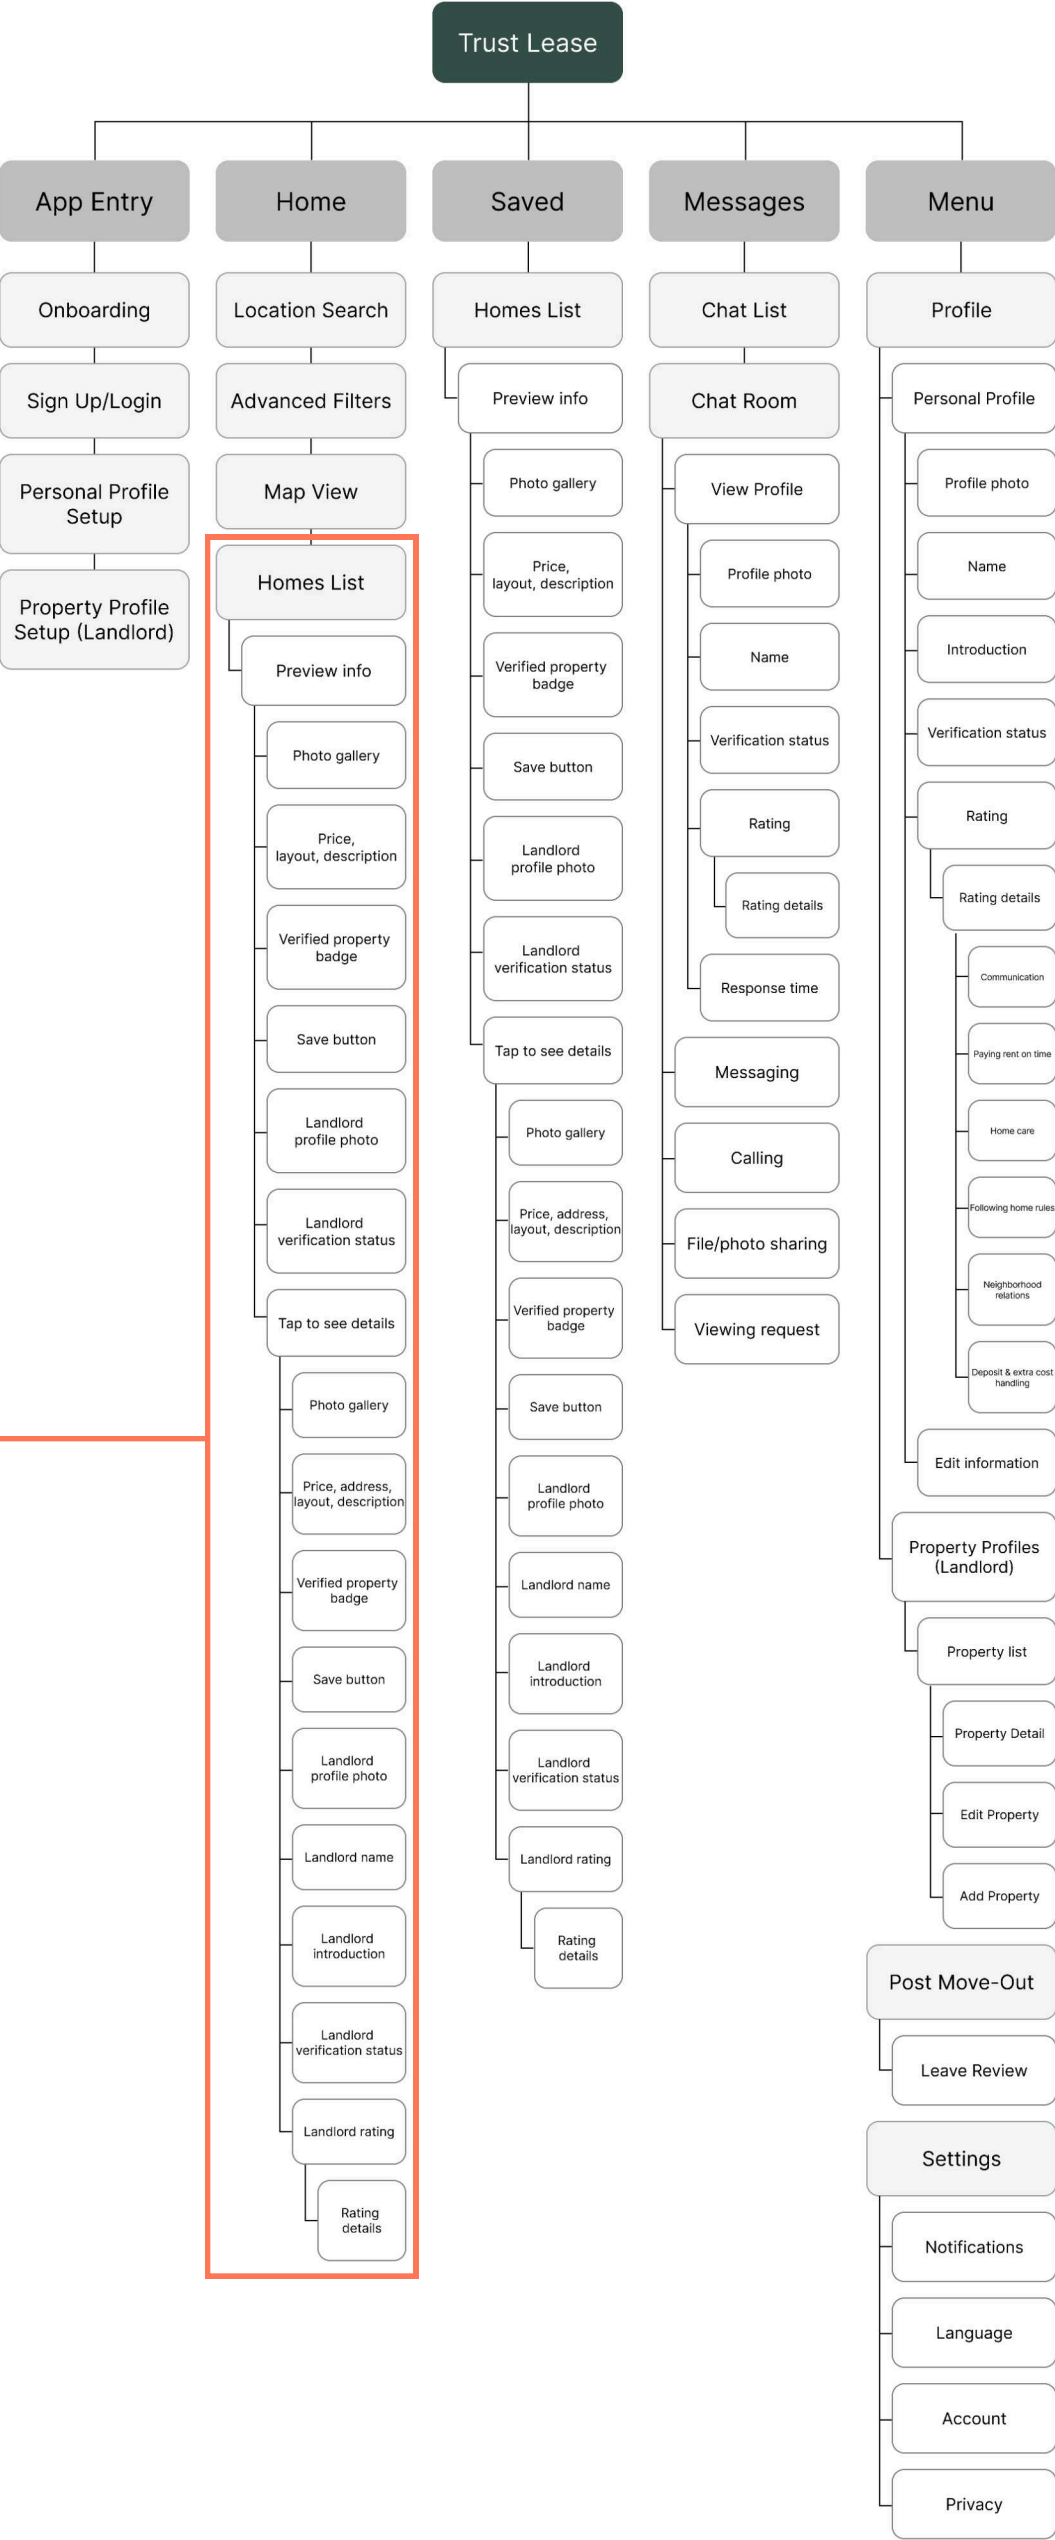 Trust Lease
App Entry
Onboarding
Sign Up/Login
Personal Profile
Setup
Property Profile
Setup (Landlord)
Home
Location Search
Advanced Filters
Map View
Homes List
Preview info
Photo gallery
Price,
layout, description
Verified property
badge
Save button
Landlord
profile photo
Landlord
verification status
Tap to see details
Photo gallery
Price, address,
layout, description
Verified property
badge
Save button
Landlord
profile photo
Landlord name
Landlord
introduction
Landlord
verification status
Landlord rating
Rating
details
Saved
Homes List
Preview info
Photo gallery
Price,
layout, description
Verified property
badge
Save button
Landlord
profile photo
Landlord
verification status
Tap to see details
Photo gallery
Price, address,
layout, description
Verified property
badge
Save button
Landlord
profile photo
Landlord name
Landlord
introduction
Landlord
verification status
Landlord rating
Rating
details
Messages
Chat List
Chat Room
View Profile
Profile photo
Name
Verification status
Rating
Rating details
Response time
Messaging
Calling
File/photo sharing
Viewing request
Menu
Profile
Personal Profile
Profile photo
Name
Introduction
Verification status
Rating
Rating details
Communication
Paying rent on time
Home care
Following home rules
Neighborhood
relations
Deposit & extra cost
handling
Edit information
Property Profiles
(Landlord)
Property list
Property Detail
Edit Property
Add Property
Post Move-Out
Leave Review
Settings
Notifications
Language
Account
Privacy